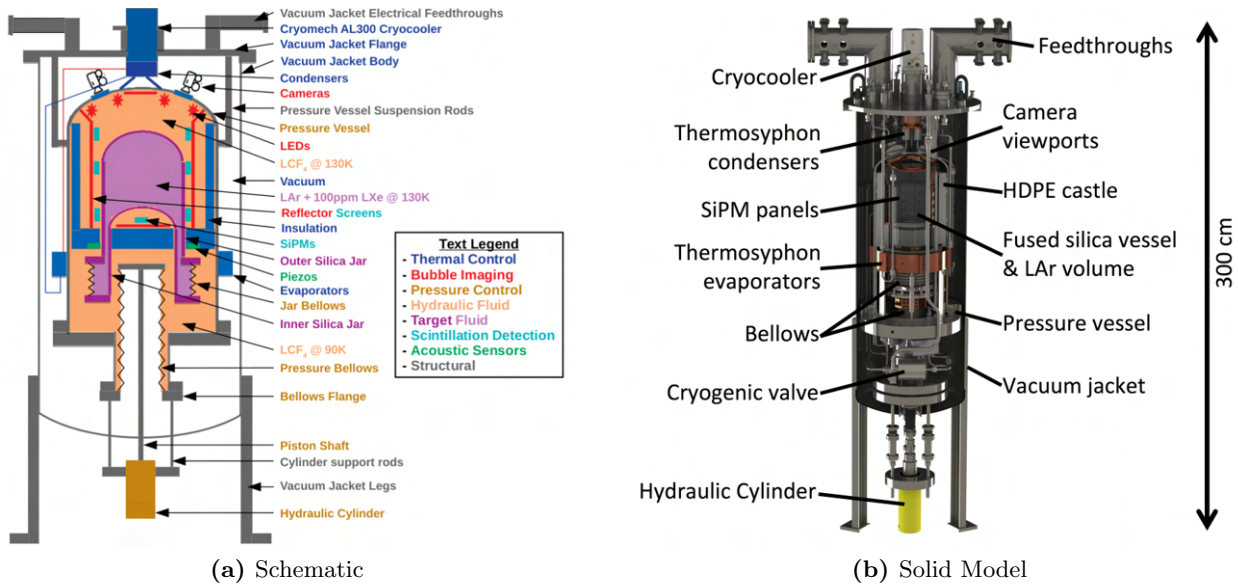 Vacuum Jacket Electrical Feedthroughs
Cryomech AL300 Cryocooler
Vacuum Jacket Flange
Vacuum Jacket Body
Condensers
Cameras
Pressure Vessel Suspension Rods
Pressure Vessel
LEDs
LCF₄ @ 130K
Vacuum
LAr + 100ppm LXe @ 130K
Reflector Screens
Insulation
SiPMs
Outer Silica Jar
Piezos
Evaporators
Jar Bellows
Inner Silica Jar
LCF₄ @ 90K
Pressure Bellows
Bellows Flange
Piston Shaft
Cylinder support rods
Vacuum Jacket Legs
Hydraulic Cylinder
Text Legend
- Thermal Control
- Bubble Imaging
- Pressure Control
- Hydraulic Fluid
- Target Fluid
- Scintillation Detection
- Acoustic Sensors
- Structural
(a) Schematic
Cryocooler
Thermosyphon
condensers
SiPM panels
Thermosyphon
evaporators
Bellows
Cryogenic valve
Hydraulic Cylinder
Feedthroughs
Camera
viewports
HDPE castle
Fused silica vessel
& LAr volume
Pressure vessel
Vacuum jacket
300 cm
(b) Solid Model